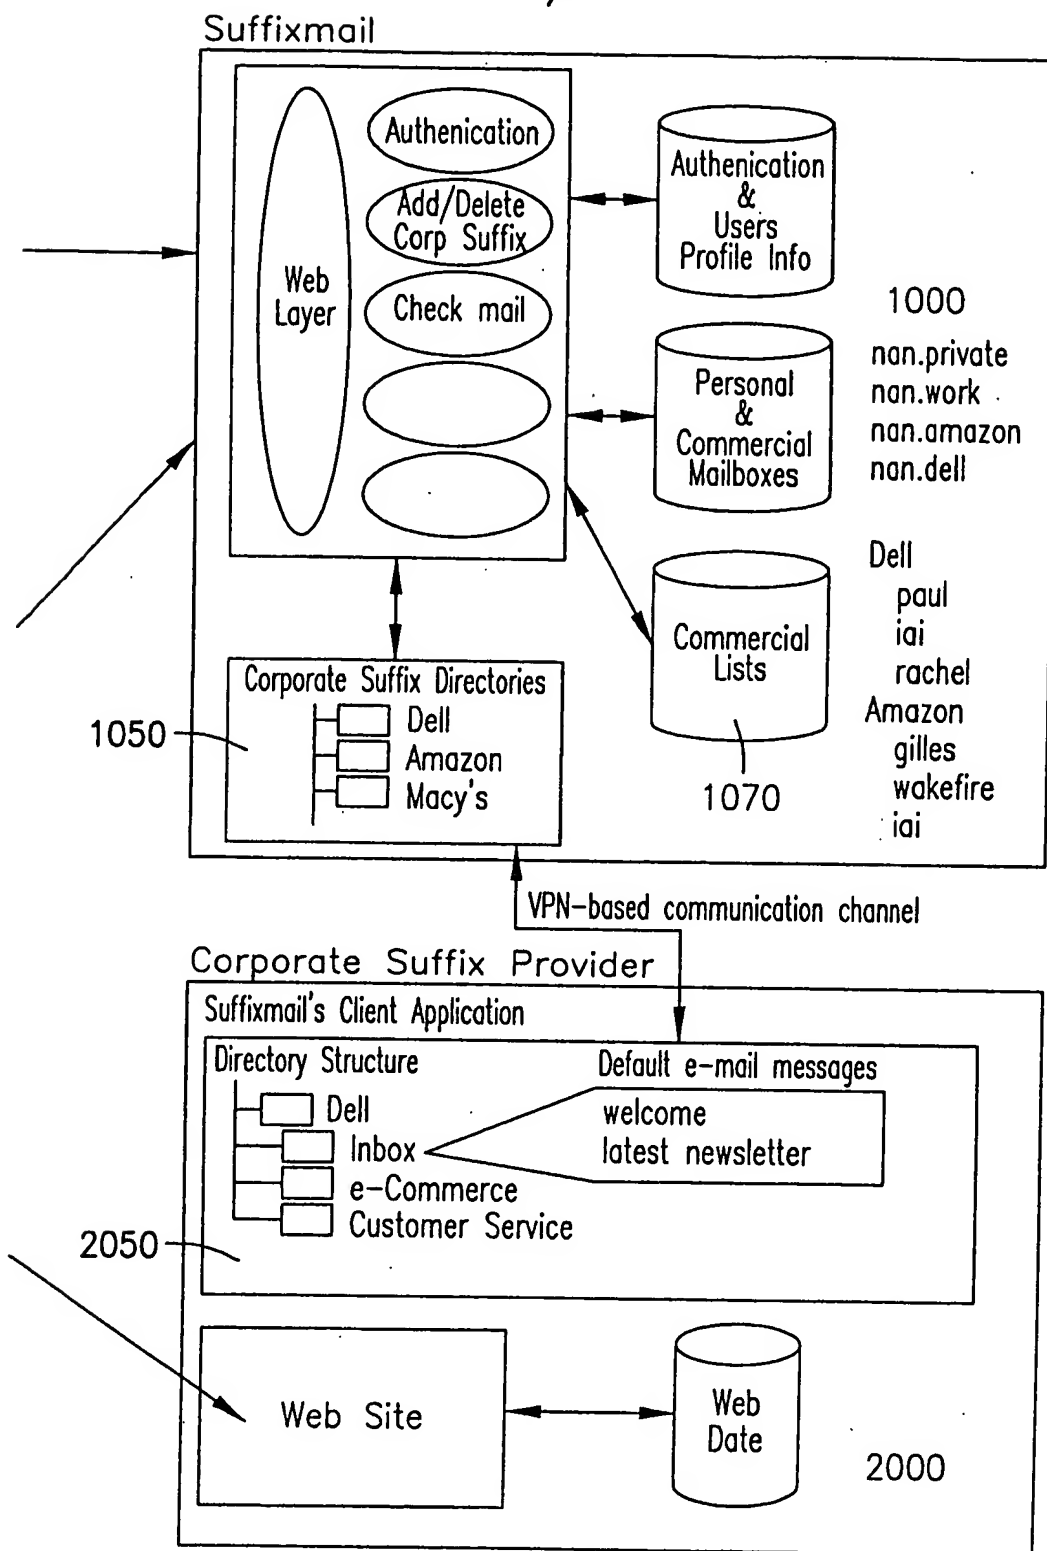 Suffixmail
Web
Layer
Authenication
Add/Delete
Corp Suffix
Check mail
Authenication
&
Users
Profile Info
1000
Personal
&
Commercial
Mailboxes
nan.private
nan.work
nan.amazon
nan.dell
Commercial
Lists
1070
Dell
paul
iai
rachel
Amazon
gilles
wakefire
iai
Corporate Suffix Directories
Dell
Amazon
Macy's
1050
VPN-based communication channel
Corporate Suffix Provider
Suffixmail's Client Application
Directory Structure
Dell
Inbox
e-Commerce
Customer Service
Default e-mail messages
welcome
latest newsletter
2050
Web Site
Web
Date
2000